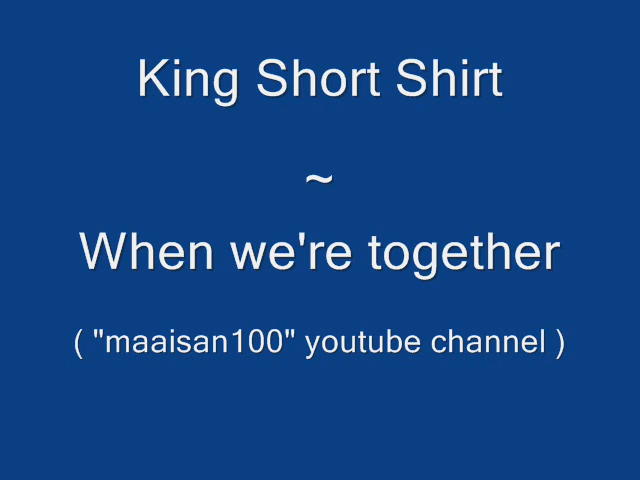 King Short Shirt
~
When we're together
( "maaisan100" youtube channel )